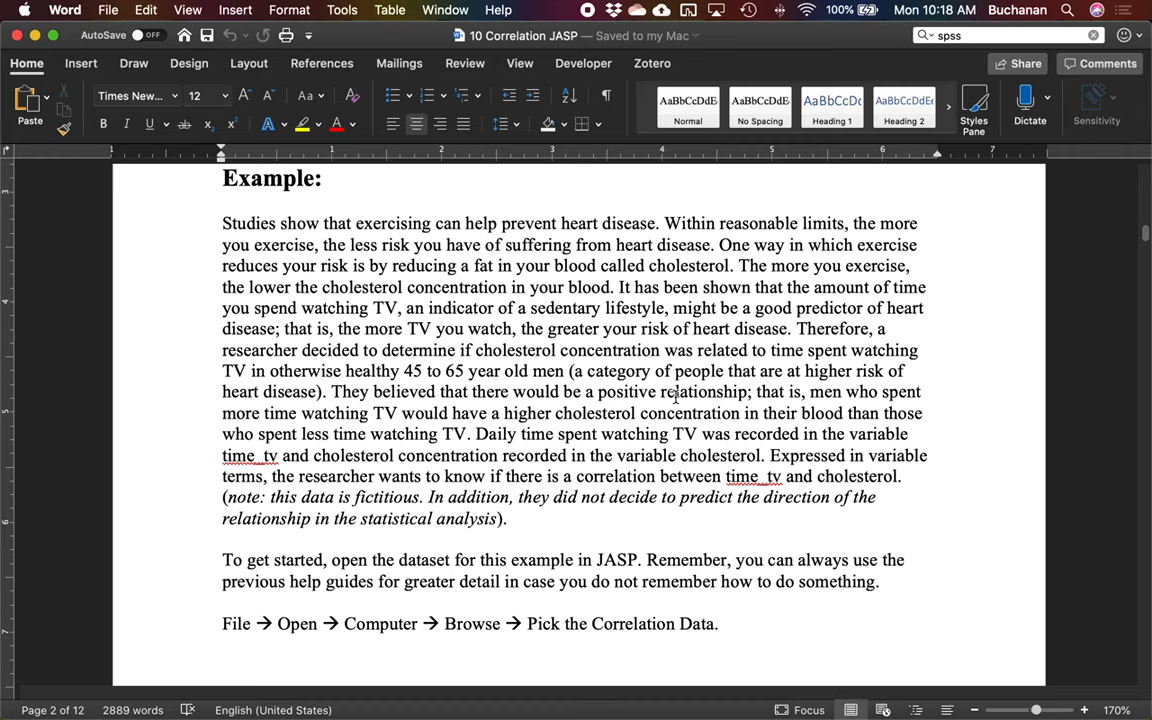 Word File Edit View Insert Format Tools Table Window Help 100% Mon 10:18 AM Buchanan
AutoSave OFF 10 Correlation JASP — Saved to my Mac spss
Home Insert Draw Design Layout References Mailings Review View Developer Zotero Share Comments
Paste Times New... 12 Aa AaBbCcDdE AaBbCcDdE AaBbCcDc AaBbCcDdE
Normal No Spacing Heading 1 Heading 2 Styles Pane Dictate Sensitivity
1 1 2 3 4 5 6 7
Example:
Studies show that exercising can help prevent heart disease. Within reasonable limits, the more
you exercise, the less risk you have of suffering from heart disease. One way in which exercise
reduces your risk is by reducing a fat in your blood called cholesterol. The more you exercise,
the lower the cholesterol concentration in your blood. It has been shown that the amount of time
you spend watching TV, an indicator of a sedentary lifestyle, might be a good predictor of heart
disease; that is, the more TV you watch, the greater your risk of heart disease. Therefore, a
researcher decided to determine if cholesterol concentration was related to time spent watching
TV in otherwise healthy 45 to 65 year old men (a category of people that are at higher risk of
heart disease). They believed that there would be a positive relationship; that is, men who spent
more time watching TV would have a higher cholesterol concentration in their blood than those
who spent less time watching TV. Daily time spent watching TV was recorded in the variable
time_tv and cholesterol concentration recorded in the variable cholesterol. Expressed in variable
terms, the researcher wants to know if there is a correlation between time_tv and cholesterol.
(note: this data is fictitious. In addition, they did not decide to predict the direction of the
relationship in the statistical analysis).
To get started, open the dataset for this example in JASP. Remember, you can always use the
previous help guides for greater detail in case you do not remember how to do something.
File → Open → Computer → Browse → Pick the Correlation Data.
Page 2 of 12 2889 words English (United States) Focus 170%